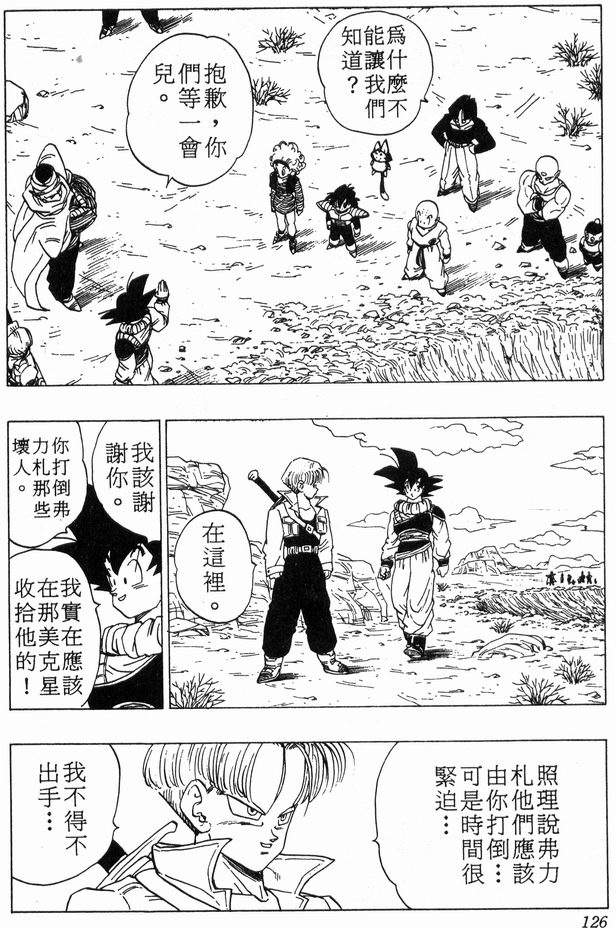 為什麼不
能讓我們
知道？
抱歉，你
們等一會
兒。
在這裡。
我該謝
謝你。
你打倒弗
力札那些
壞人。
我實在應該
在那美克星
收拾他的！
照理說弗力
札他們應該
由你打倒…
可是時間很
緊迫…
我不得不
出手…
126